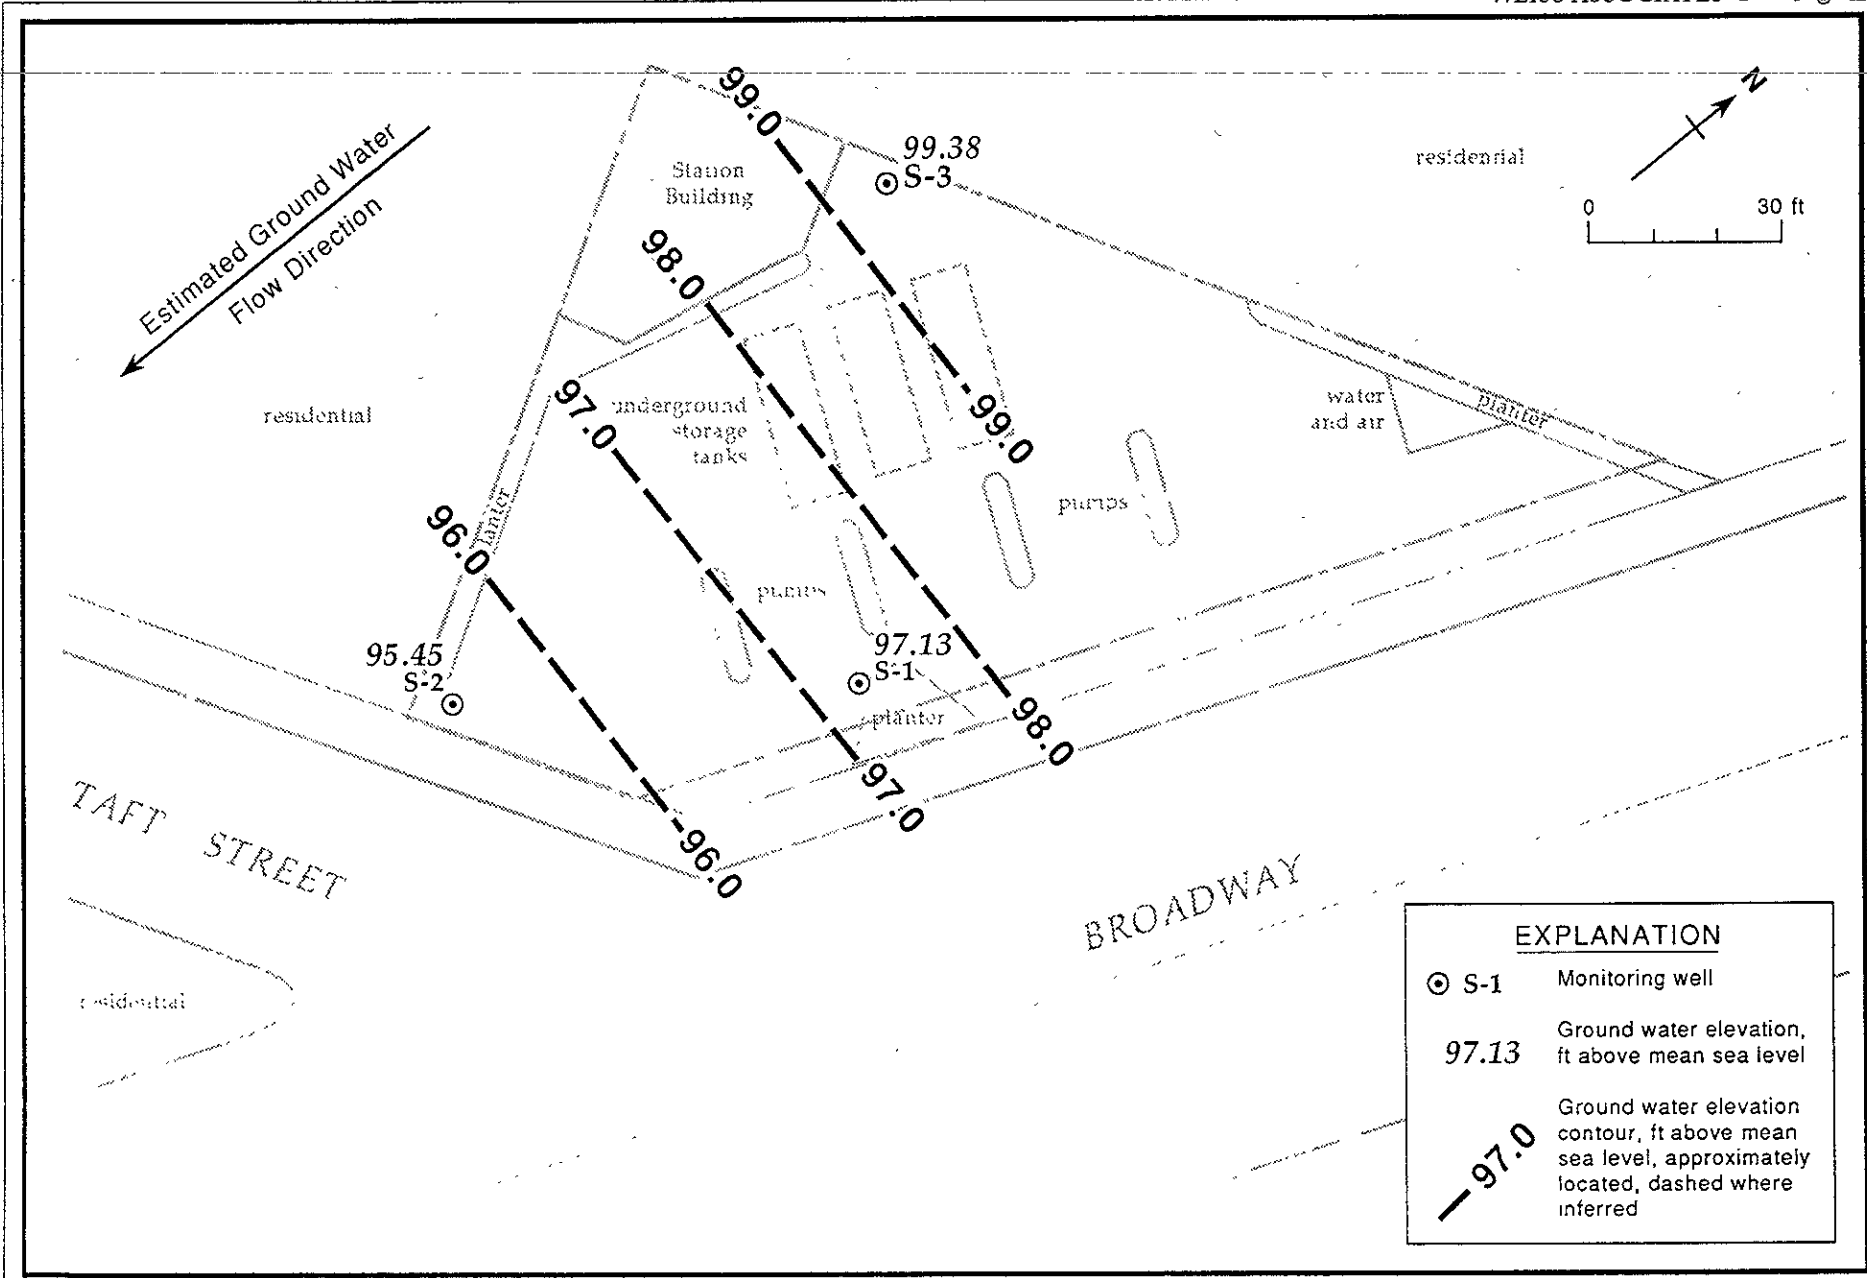 N
99.0
99.38
S-3
Station
Building
residential
0 30 ft
Estimated Ground Water
Flow Direction
98.0
residential
97.0
underground
storage
tanks
99.0
water
and air
planter
pumps
96.0
lanter
pumps
95.45
S-2
97.13
S-1
planter
98.0
97.0
96.0
TAFT STREET
BROADWAY
residential
EXPLANATION
S-1 Monitoring well
97.13 Ground water elevation,
ft above mean sea level
97.0 Ground water elevation
contour, ft above mean
sea level, approximately
located, dashed where
inferred